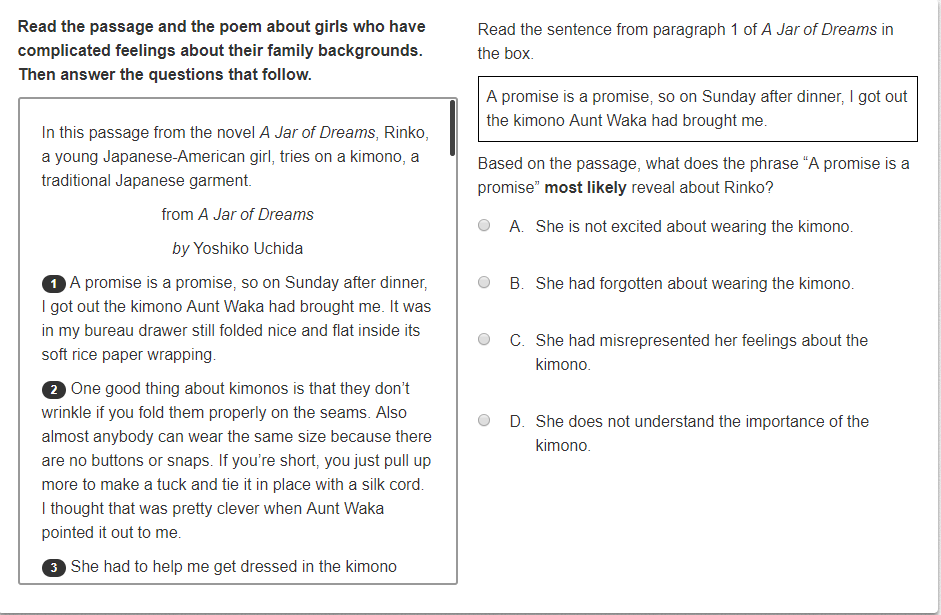 Read the passage and the poem about girls who have
complicated feelings about their family backgrounds.
Then answer the questions that follow.
In this passage from the novel A Jar of Dreams, Rinko,
a young Japanese-American girl, tries on a kimono, a
traditional Japanese garment.
from A Jar of Dreams
by Yoshiko Uchida
1 A promise is a promise, so on Sunday after dinner,
I got out the kimono Aunt Waka had brought me. It was
in my bureau drawer still folded nice and flat inside its
soft rice paper wrapping.
2 One good thing about kimonos is that they don’t
wrinkle if you fold them properly on the seams. Also
almost anybody can wear the same size because there
are no buttons or snaps. If you’re short, you just pull up
more to make a tuck and tie it in place with a silk cord.
I thought that was pretty clever when Aunt Waka
pointed it out to me.
3 She had to help me get dressed in the kimono
Read the sentence from paragraph 1 of A Jar of Dreams in
the box.
A promise is a promise, so on Sunday after dinner, I got out
the kimono Aunt Waka had brought me.
Based on the passage, what does the phrase “A promise is a
promise” most likely reveal about Rinko?
A. She is not excited about wearing the kimono.
B. She had forgotten about wearing the kimono.
C. She had misrepresented her feelings about the
kimono.
D. She does not understand the importance of the
kimono.